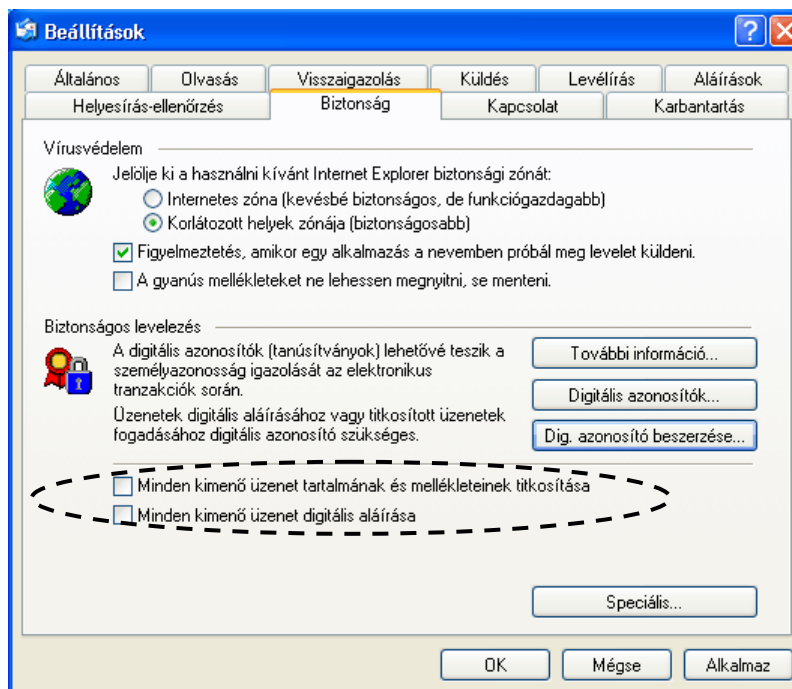 Beállítások
Általános
Olvasás
Visszaigazolás
Küldés
Levélírás
Aláírások
Helyesírás-ellenőrzés
Biztonság
Kapcsolat
Karbantartás
Vírusvédelem
Jelölje ki a használni kívánt Internet Explorer biztonsági zónát:
Internetes zóna (kevésbé biztonságos, de funkciógazdagabb)
Korlátozott helyek zónája (biztonságosabb)
Figyelmeztetés, amikor egy alkalmazás a nevemben próbál meg levelet küldeni.
A gyanús mellékleteket ne lehessen megnyitni, se menteni.
Biztonságos levelezés
A digitális azonosítók (tanúsítványok) lehetővé teszik a
személyazonosság igazolását az elektronikus
tranzakciók során.
Üzenetek digitális aláírásához vagy titkosított üzenetek
fogadásához digitális azonosító szükséges.
További információ...
Digitális azonosítók...
Dig. azonosító beszerzése...
Minden kimenő üzenet tartalmának és mellékleteinek titkosítása
Minden kimenő üzenet digitális aláírása
Speciális...
OK
Mégse
Alkalmaz